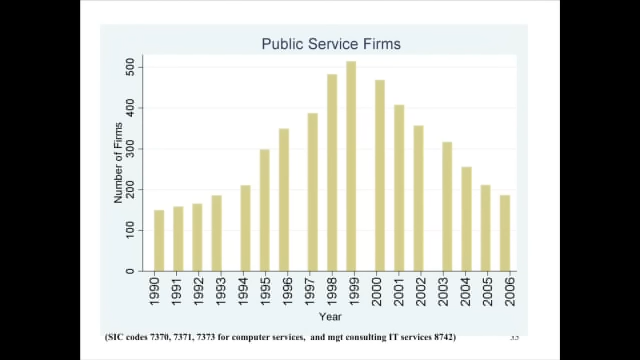 Public Service Firms
500
400
300
200
100
0
Number of Firms
1990 1991 1992 1993 1994 1995 1996 1997 1998 1999 2000 2001 2002 2003 2004 2005 2006
Year
(SIC codes 7370, 7371, 7373 for computer services, and mgt consulting IT services 8742)